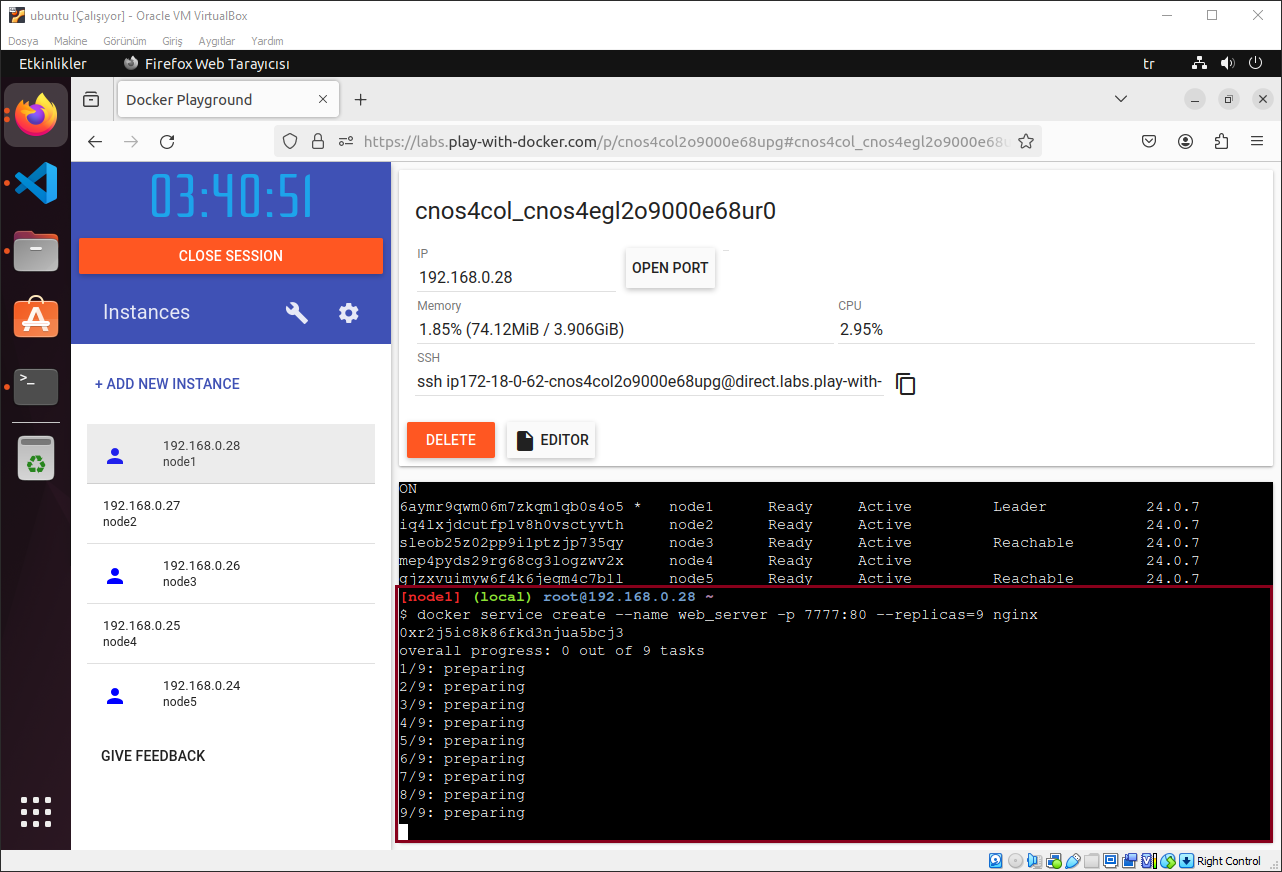 ubuntu [Çalışıyor] - Oracle VM VirtualBox
Dosya Makine Görünüm Giriş Aygıtlar Yardım
Etkinlikler Firefox Web Tarayıcısı tr
Docker Playground
https://labs.play-with-docker.com/p/cnos4col2o9000e68upg#cnos4col_cnos4egl2o9000e68u
03:40:51
CLOSE SESSION
Instances
+ ADD NEW INSTANCE
192.168.0.28
node1
192.168.0.27
node2
192.168.0.26
node3
192.168.0.25
node4
192.168.0.24
node5
GIVE FEEDBACK
cnos4col_cnos4egl2o9000e68ur0
IP
192.168.0.28
OPEN PORT
Memory
1.85% (74.12MiB / 3.906GiB)
CPU
2.95%
SSH
ssh ip172-18-0-62-cnos4col2o9000e68upg@direct.labs.play-with-
DELETE
EDITOR
ON
6aymr9qwm06m7zkqmlqb0s4o5 * node1 Ready Active Leader 24.0.7
iq4lxjdcutfp1v8h0vsctyvth node2 Ready Active 24.0.7
sleob25z02pp9ilptzjp735qy node3 Ready Active Reachable 24.0.7
mep4pyds29rg68cg3logzwv2x node4 Ready Active 24.0.7
gjzxvuimyw6f4k6jeqm4c7bll node5 Ready Active Reachable 24.0.7
[node1] (local) root@192.168.0.28 ~
$ docker service create --name web_server -p 7777:80 --replicas=9 nginx
0xr2j5ic8k86fkd3njua5bcj3
overall progress: 0 out of 9 tasks
1/9: preparing
2/9: preparing
3/9: preparing
4/9: preparing
5/9: preparing
6/9: preparing
7/9: preparing
8/9: preparing
9/9: preparing
Right Control